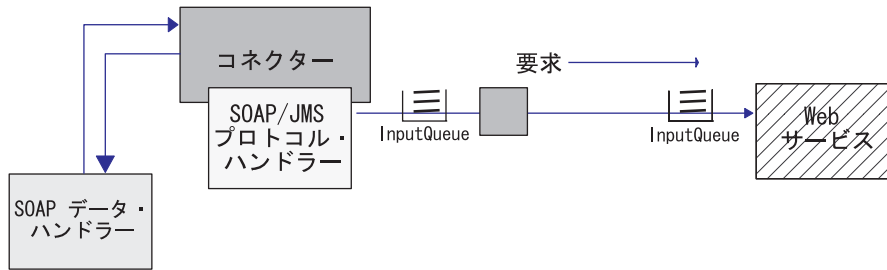 コネクター
要求
SOAP/JMS
プロトコル・
ハンドラー
InputQueue
InputQueue
Web
サービス
SOAP データ・
ハンドラー